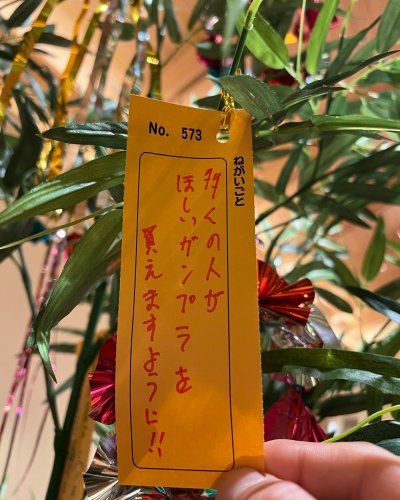 No. 573
ねがいごと
多くの人が
ほしいガンプラを
買えますように!!